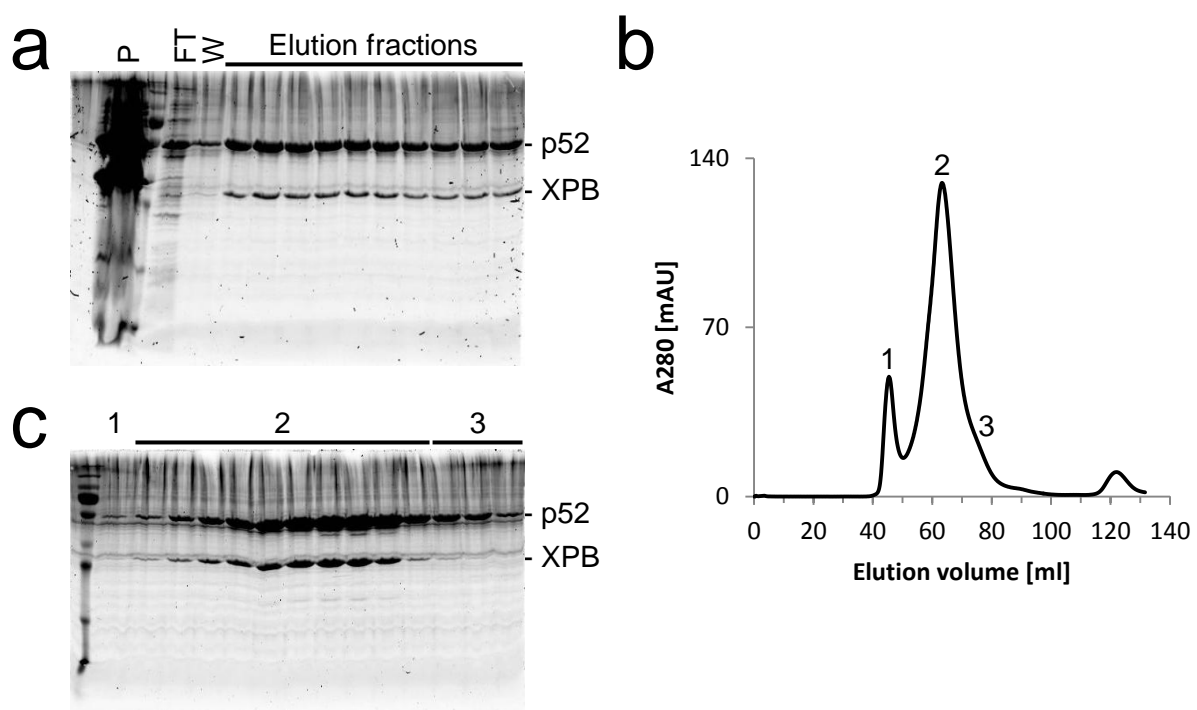 a
P
FT
W
Elution fractions
p52
XPB
b
A280 [mAU]
140
70
0
1
2
3
0 20 40 60 80 100 120 140
Elution volume [ml]
c
1 2 3
p52
XPB